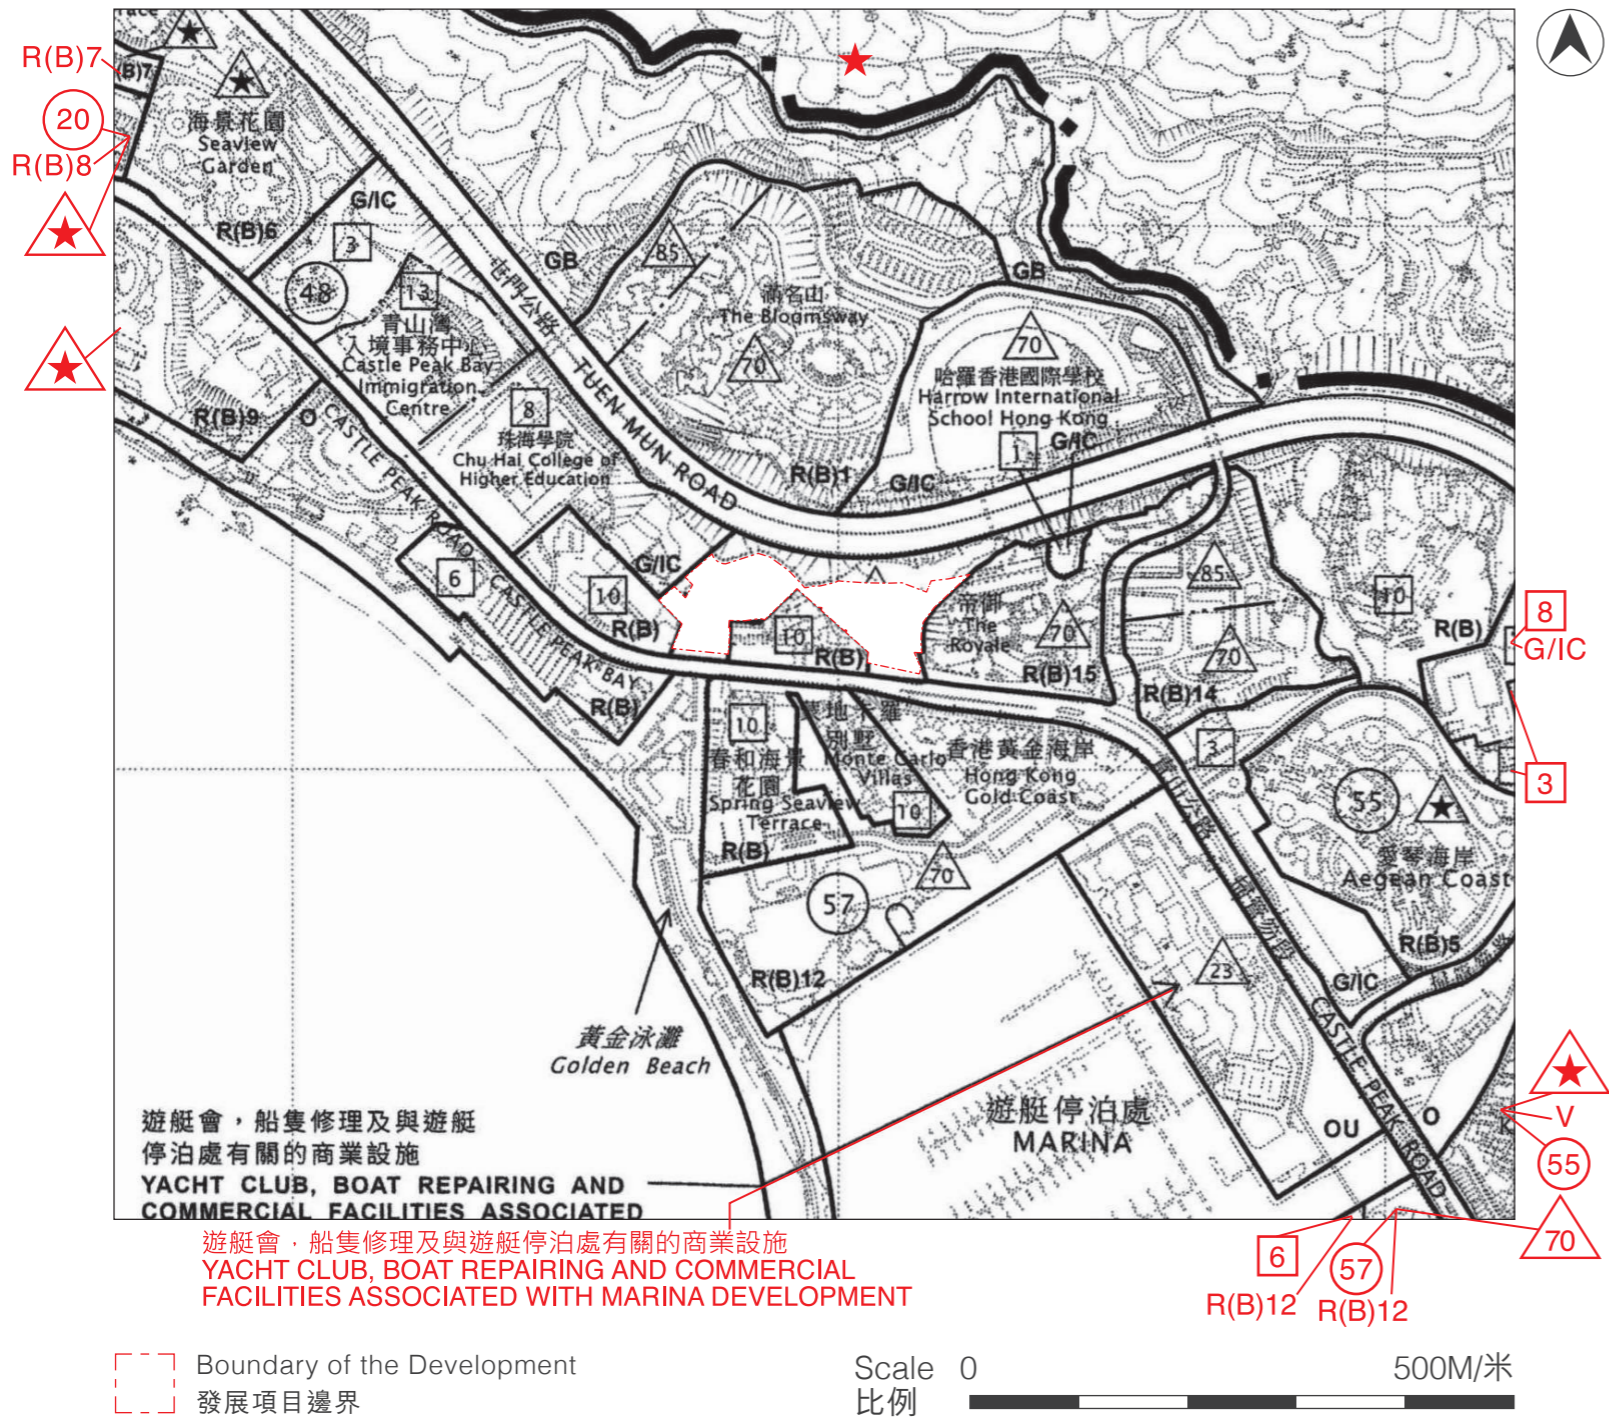 R(B)7
(B)7
20
R(B)8
海景花園
Seaview
Garden
R(B)6
G/IC
3
48
13
青山灣
入境事務中心
Castle Peak Bay
Immigration
Centre
GB
屯門公路
TUEN MUN ROAD
85
滿名山
The Bloomsway
70
R(B)1
GB
70
哈羅香港國際學校
Harrow International
School Hong Kong
1
G/IC
G/IC
8
珠海學院
Chu Hai College of
Higher Education
R(B)9
O
CASTLE PEAK ROAD
CASTLE PEAK BAY
6
G/IC
10
R(B)
R(B)
10
R(B)
帝御
The
Royale
70
R(B)15
85
70
R(B)14
10
R(B)
8
G/IC
3
3
10
春和海景
花園
Spring Seaview
Terrace
R(B)
別墅
Monte Carlo
Villas
10
香港黃金海岸
Hong Kong
Gold Coast
70
57
R(B)12
55
愛琴海岸
Aegean Coast
R(B)5
23
G/IC
CASTLE PEAK ROAD
黃金泳灘
Golden Beach
遊艇停泊處
MARINA
OU
O
V
55
70
遊艇會，船隻修理及與遊艇
停泊處有關的商業設施
YACHT CLUB, BOAT REPAIRING AND
COMMERCIAL FACILITIES ASSOCIATED
遊艇會，船隻修理及與遊艇停泊處有關的商業設施
YACHT CLUB, BOAT REPAIRING AND COMMERCIAL
FACILITIES ASSOCIATED WITH MARINA DEVELOPMENT
6
R(B)12
57
R(B)12
Boundary of the Development
發展項目邊界
Scale 0 500M/米
比例